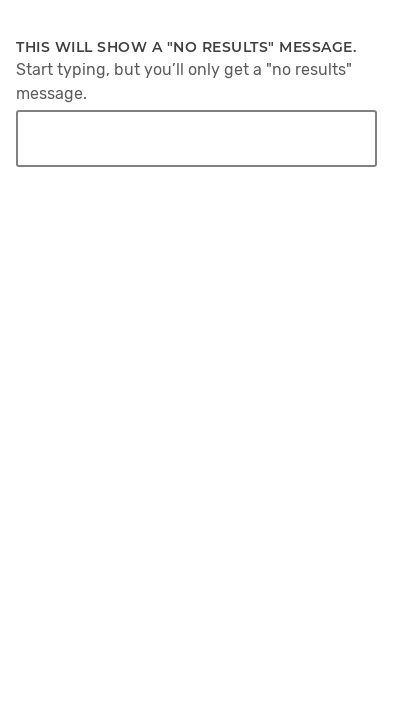 THIS WILL SHOW A "NO RESULTS" MESSAGE.
Start typing, but you’ll only get a "no results"
message.